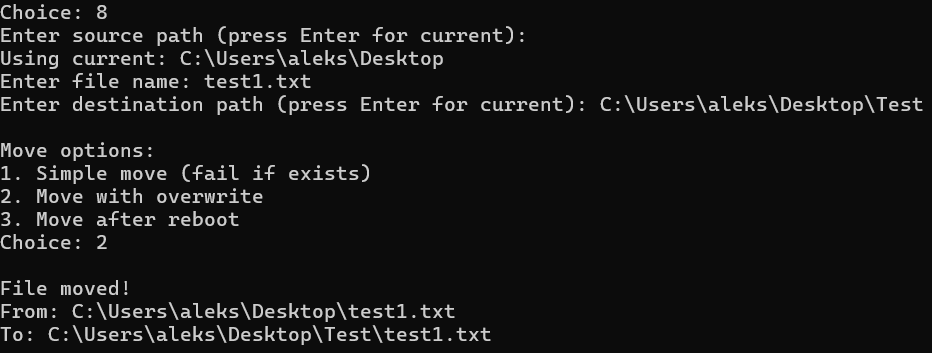 Choice: 8
Enter source path (press Enter for current):
Using current: C:\Users\aleks\Desktop
Enter file name: test1.txt
Enter destination path (press Enter for current): C:\Users\aleks\Desktop\Test
Move options:
1. Simple move (fail if exists)
2. Move with overwrite
3. Move after reboot
Choice: 2
File moved!
From: C:\Users\aleks\Desktop\test1.txt
To: C:\Users\aleks\Desktop\Test\test1.txt